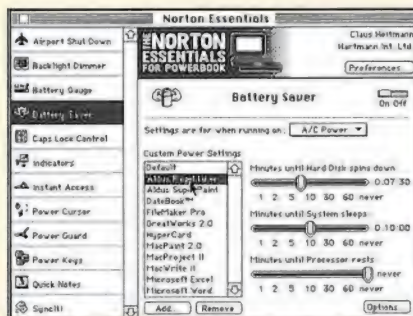 Norton Essentials
Airport Shut Down
Backlight Dimmer
Battery Gauge
Battery Saver
Caps Lock Control
Indicators
Instant Access
Power Cursor
Power Guard
Power Keys
Quick Notes
Sync!!!
THE NORTON
ESSENTIALS
FOR POWERBOOK
Claus Heitmann
Hartmann Int. Ltd
Preferences...
Battery Saver
On Off
Settings are for when running on: A/C Power
Custom Power Settings
Default
Aldus PageMaker
Aldus SuperPaint
DateBook™
FileMaker Pro
GreatWorks 2.0
HyperCard
MacPaint 2.0
MacProject II
MacWrite II
Microsoft Excel
Microsoft Word
Add...
Remove
Minutes until Hard Disk spins down
0:07:30
1 2 5 10 30 60 never
Minutes until System sleeps
0:10:00
1 2 5 10 30 60 never
Minutes until Processor rests
never
1 2 5 10 30 60 never
Options...